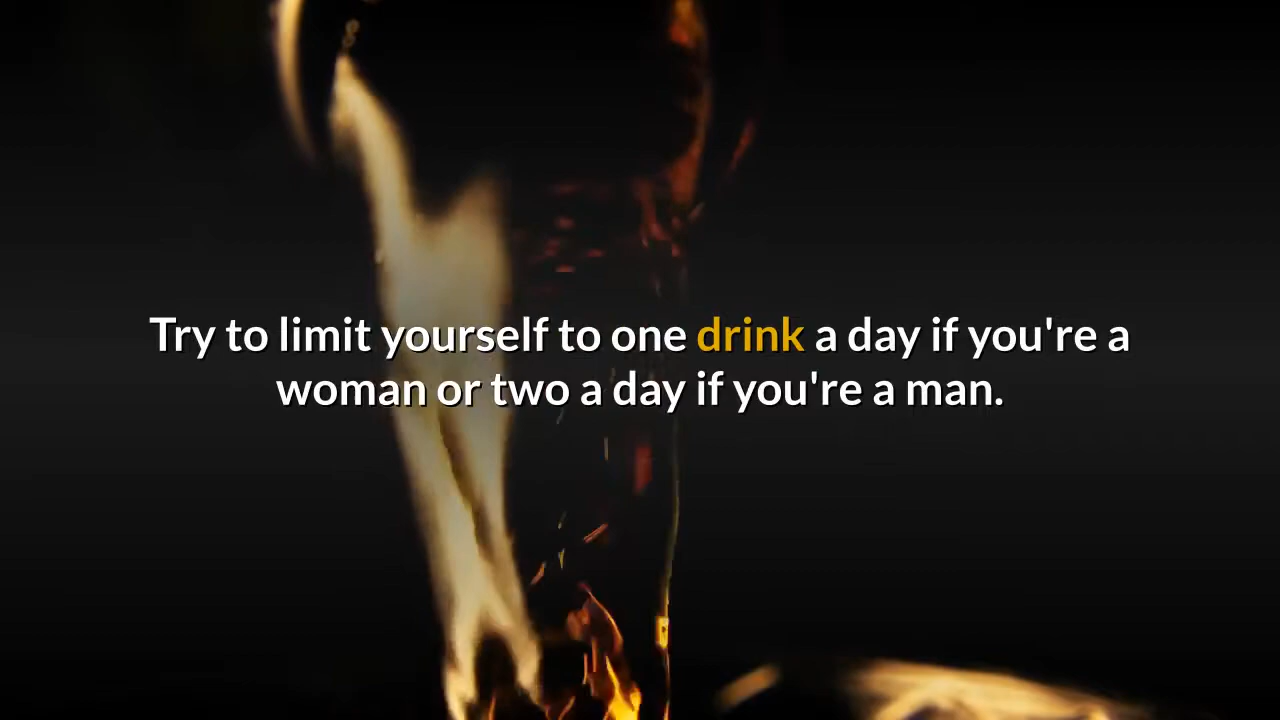 Try to limit yourself to one drink a day if you're a
woman or two a day if you're a man.